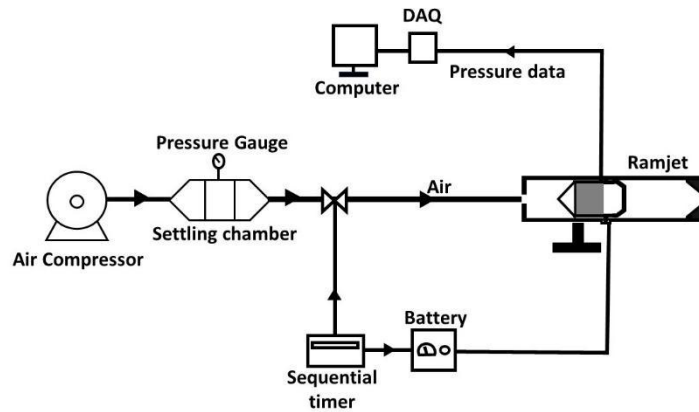 DAQ
Computer
Pressure data
Pressure Gauge
Ramjet
Air
Settling chamber
Air Compressor
Battery
Sequential
timer